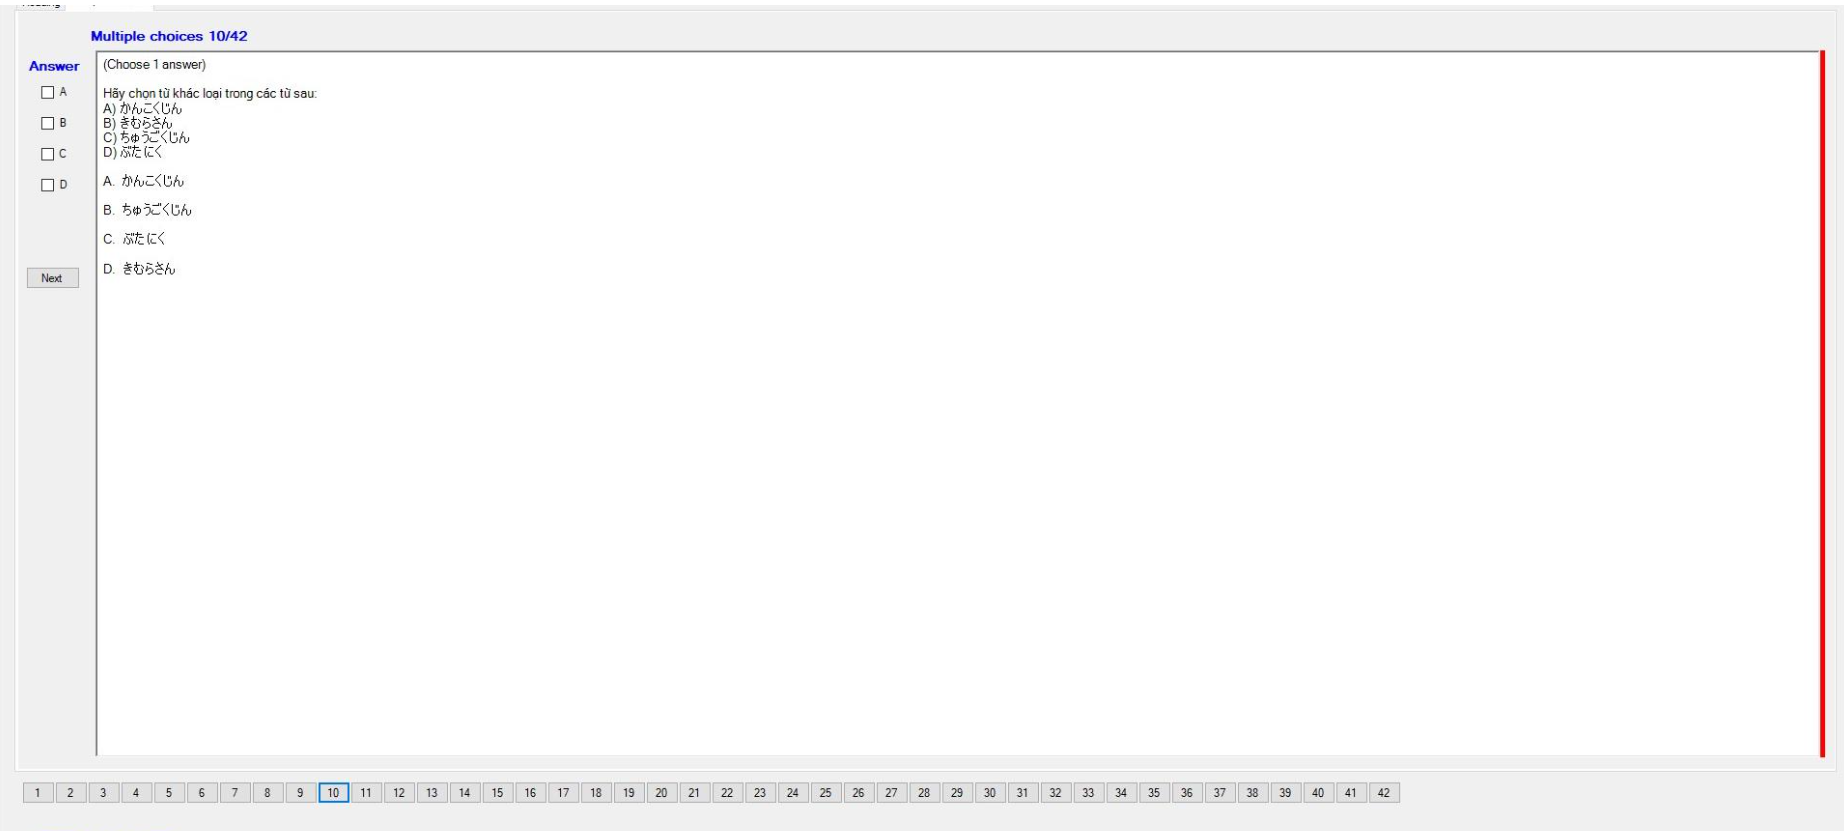 Multiple choices 10/42
Answer
(Choose 1 answer)
A
B
C
D
Next
Hãy chọn từ khác loại trong các từ sau:
A) かんこくじん
B) きむらさん
C) ちゅうごくじん
D) ぶたにく
A. かんこくじん
B. ちゅうごくじん
C. ぶたにく
D. きむらさん
1 2 3 4 5 6 7 8 9 10 11 12 13 14 15 16 17 18 19 20 21 22 23 24 25 26 27 28 29 30 31 32 33 34 35 36 37 38 39 40 41 42